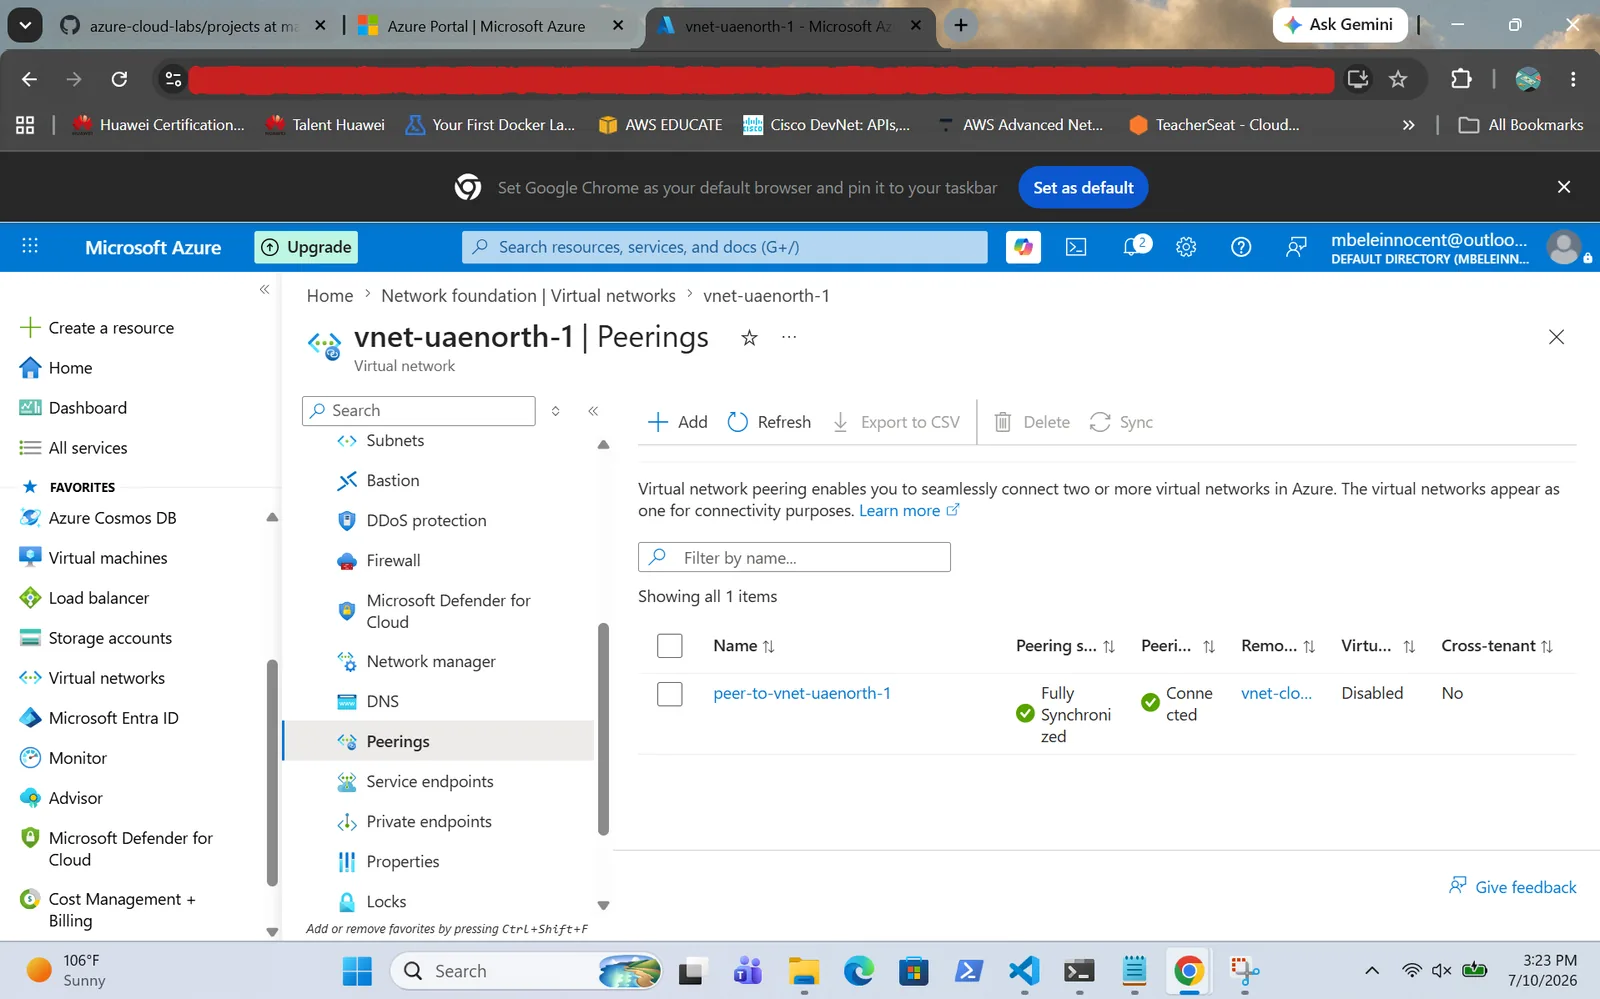 azure-cloud-labs/projects at ma
Azure Portal | Microsoft Azure
vnet-uaenorth-1 - Microsoft Az
Ask Gemini
Huawei Certification...
Talent Huawei
Your First Docker La...
AWS EDUCATE
Cisco DevNet: APIs,...
AWS Advanced Net...
TeacherSeat - Cloud...
All Bookmarks
Set Google Chrome as your default browser and pin it to your taskbar
Set as default
Microsoft Azure
Upgrade
Search resources, services, and docs (G+/)
2
mbeleinnocent@outloo...
DEFAULT DIRECTORY (MBELEINN...
Create a resource
Home
Dashboard
All services
FAVORITES
Azure Cosmos DB
Virtual machines
Load balancer
Storage accounts
Virtual networks
Microsoft Entra ID
Monitor
Advisor
Microsoft Defender for
Cloud
Cost Management +
Billing
Home > Network foundation | Virtual networks > vnet-uaenorth-1
vnet-uaenorth-1 | Peerings
Virtual network
Search
Subnets
Bastion
DDoS protection
Firewall
Microsoft Defender for
Cloud
Network manager
DNS
Peerings
Service endpoints
Private endpoints
Properties
Locks
Add or remove favorites by pressing Ctrl+Shift+F
Add
Refresh
Export to CSV
Delete
Sync
Virtual network peering enables you to seamlessly connect two or more virtual networks in Azure. The virtual networks appear as
one for connectivity purposes. Learn more
Filter by name...
Showing all 1 items
Name
Peering s...
Peeri...
Remo...
Virtu...
Cross-tenant
peer-to-vnet-uaenorth-1
Fully
Synchroni
zed
Conne
cted
vnet-clo...
Disabled
No
Give feedback
106°F
Sunny
Search
3:23 PM
7/10/2026